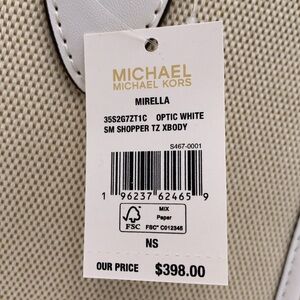 MICHAEL
MICHAEL KORS
MIRELLA
35S2G7ZT1C OPTIC WHITE
SM SHOPPER TZ XBODY
S467-0001
1 96237 62465 9
FSC
MIX
Paper
FSC® C012345
NS
OUR PRICE $398.00